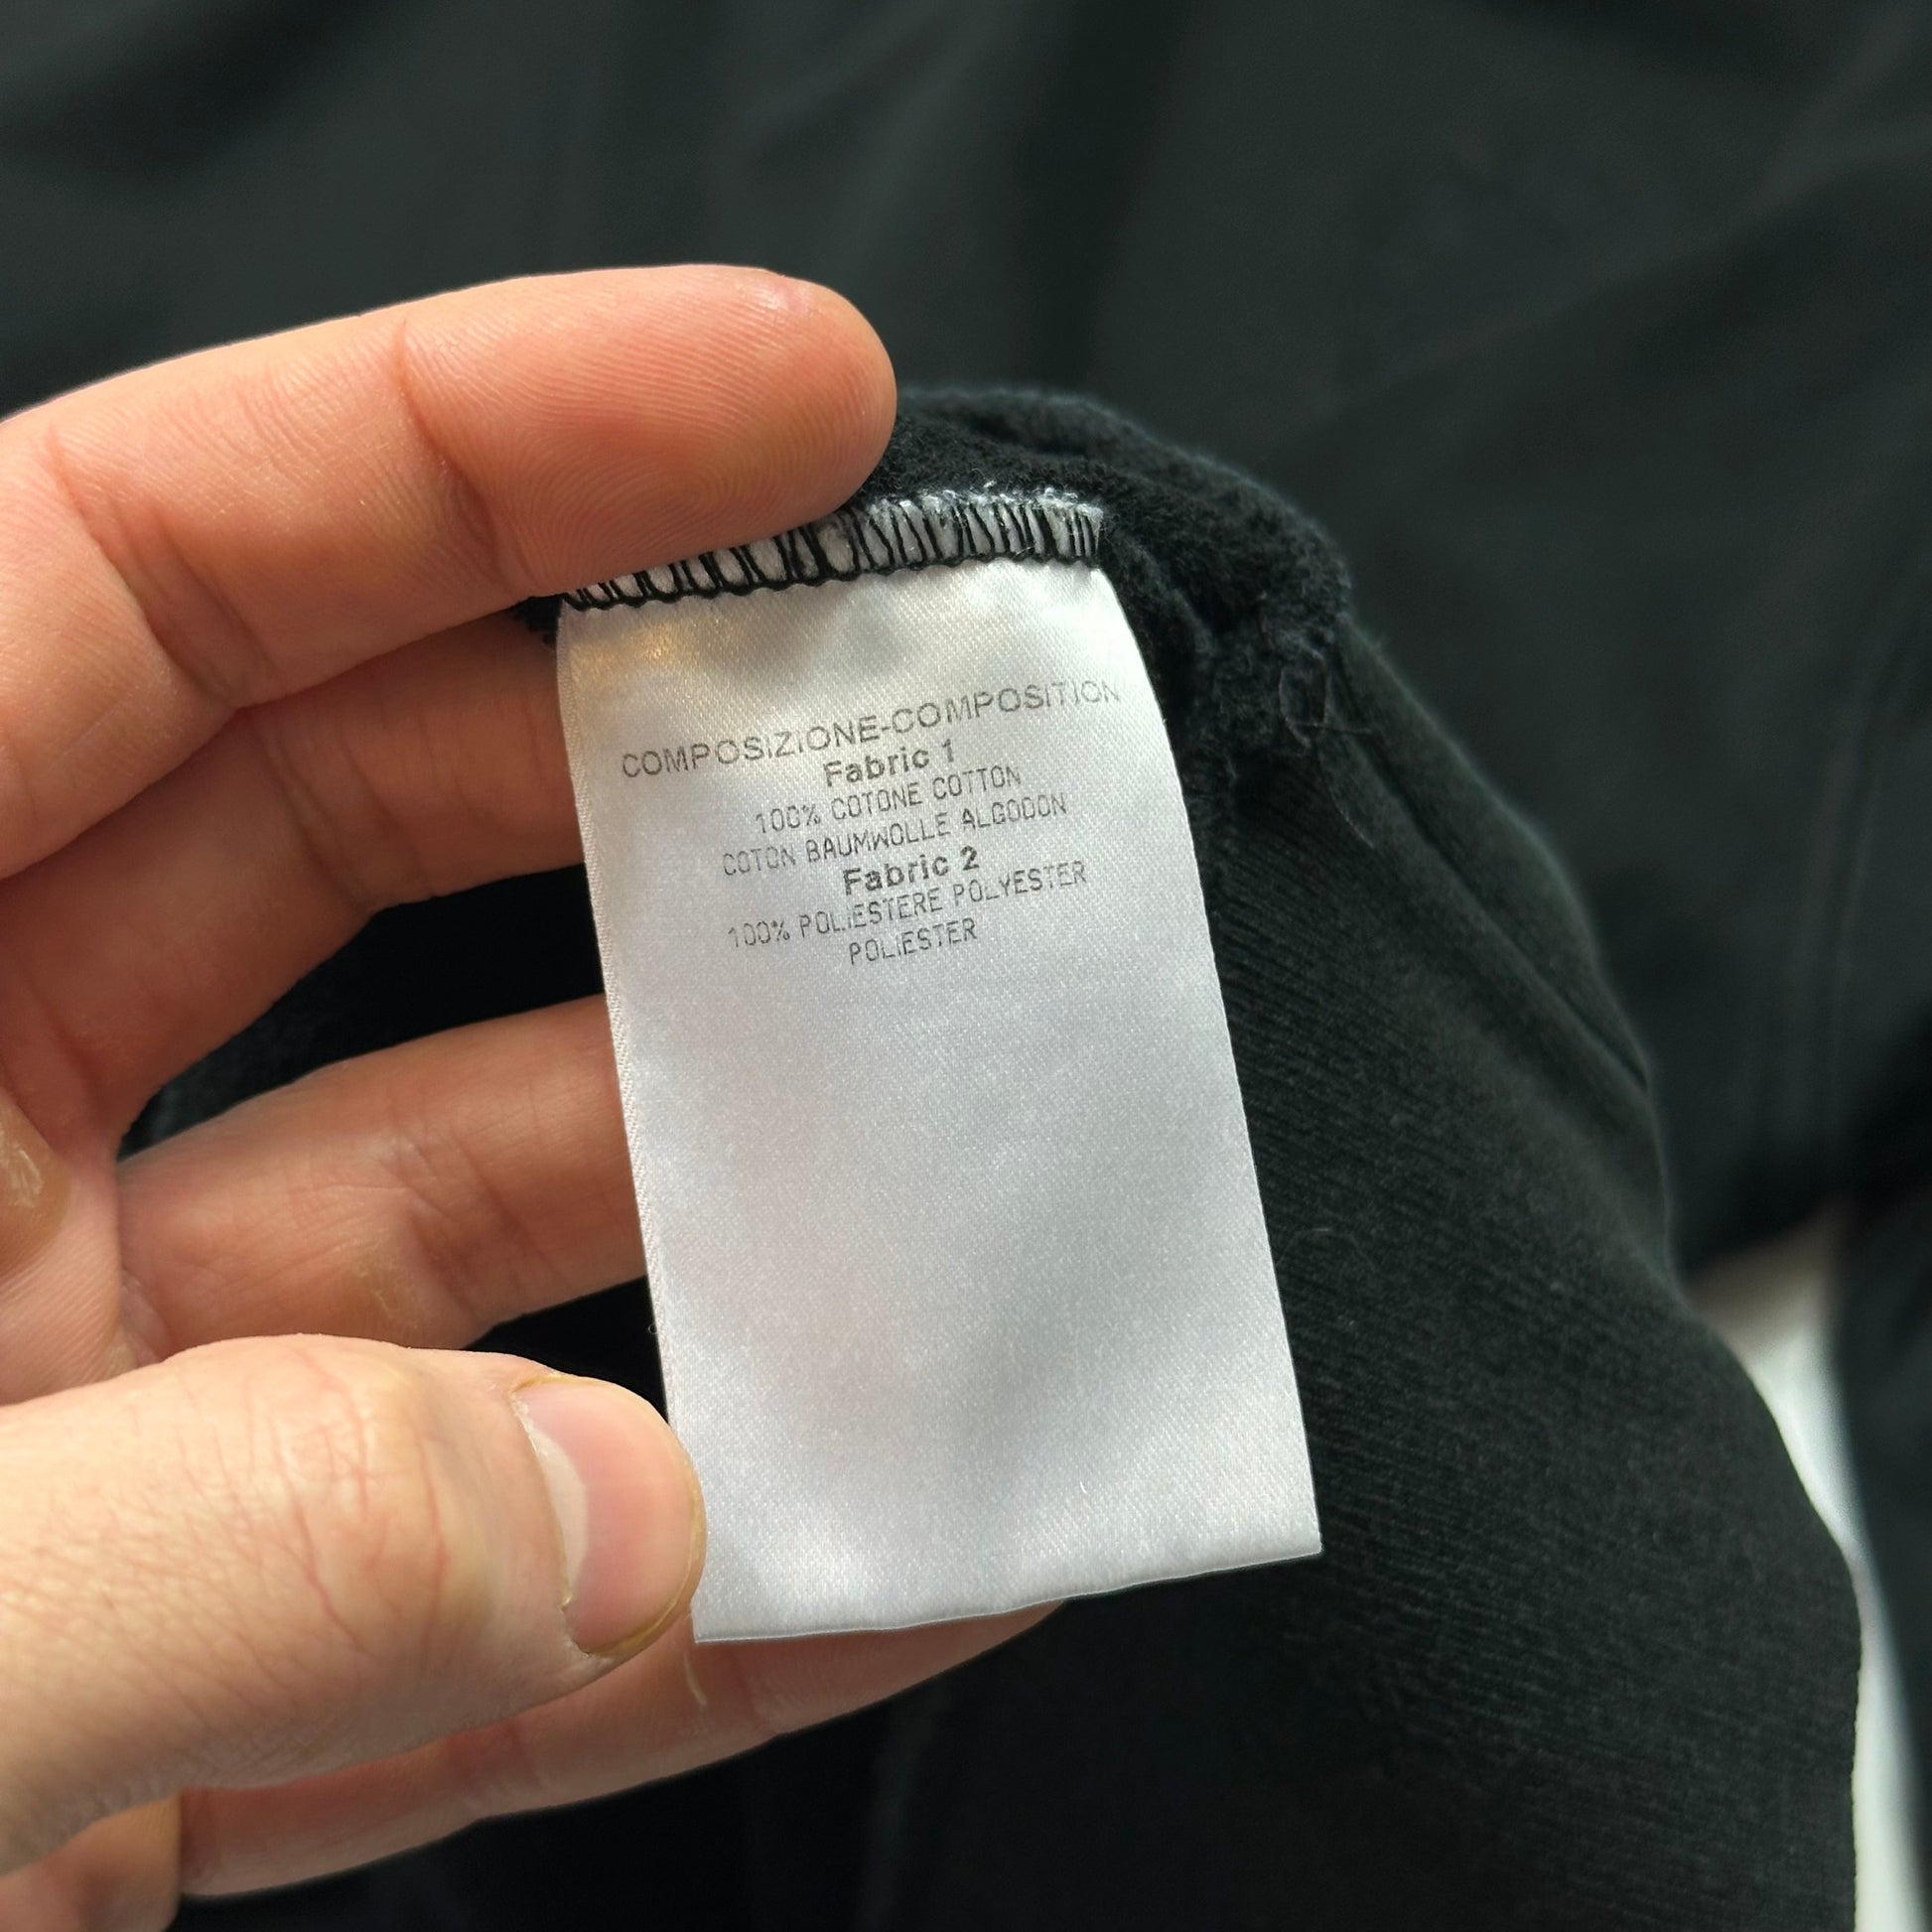 COMPOSIZIONE-COMPOSITION
Fabric 1
100% COTONE COTTON
COTON BAUMWOLLE ALGODON
Fabric 2
100% POLIESTERE POLYESTER
POLIESTER